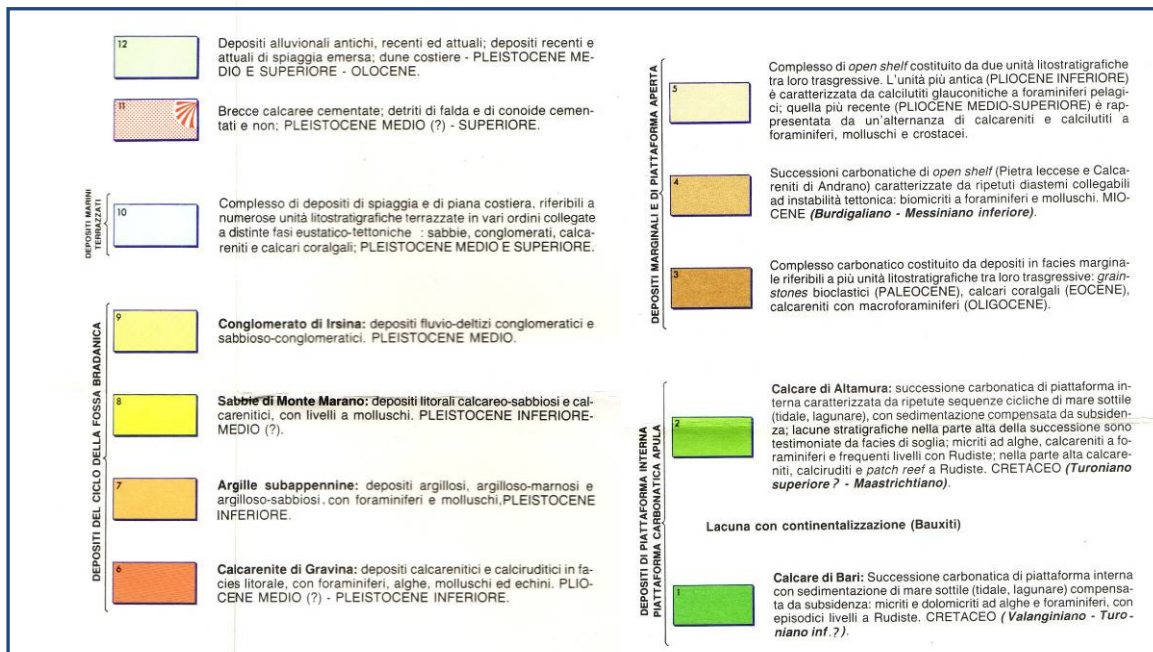 12
Depositi alluvionali antichi, recenti ed attuali; depositi recenti e
attuali di spiaggia emersa; dune costiere - PLEISTOCENE ME-
DIO E SUPERIORE - OLOCENE.
11
Brecce calcaree cementate; detriti di falda e di conoide cemen-
tati e non; PLEISTOCENE MEDIO (?) - SUPERIORE.
DEPOSITI MARINI
TERRAZZATI
10
Complesso di depositi di spiaggia e di piana costiera, riferibili a
numerose unità litostratigrafiche terrazzate in vari ordini collegate
a distinte fasi eustatico-tettoniche : sabbie, conglomerati, calca-
reniti e calcari coralgali; PLEISTOCENE MEDIO E SUPERIORE.
DEPOSITI DEL CICLO DELLA FOSSA BRADANICA
9
Conglomerato di Irsina: depositi fluvio-deltizi conglomeratici e
sabbioso-conglomeratici. PLEISTOCENE MEDIO.
8
Sabbie di Monte Marano: depositi litorali calcareo-sabbiosi e cal-
carenitici, con livelli a molluschi. PLEISTOCENE INFERIORE-
MEDIO (?).
7
Argille subappennine: depositi argillosi, argilloso-marnosi e
argilloso-sabbiosi, con foraminiferi e molluschi,PLEISTOCENE
INFERIORE.
6
Calcarenite di Gravina: depositi calcarenitici e calciruditici in fa-
cies litorale, con foraminiferi, alghe, molluschi ed echini. PLIO-
CENE MEDIO (?) - PLEISTOCENE INFERIORE.
DEPOSITI MARGINALI E DI PIATTAFORMA APERTA
5
Complesso di open shelf costituito da due unità litostratigrafiche
tra loro trasgressive. L'unità più antica (PLIOCENE INFERIORE)
è caratterizzata da calcilutiti glauconitiche a foraminiferi pelagi-
ci; quella più recente (PLIOCENE MEDIO-SUPERIORE) è rap-
presentata da un'alternanza di calcareniti e calcilutiti a
foraminiferi, molluschi e crostacei.
4
Successioni carbonatiche di open shelf (Pietra leccese e Calca-
reniti di Andrano) caratterizzate da ripetuti diastemi collegabili
ad instabilità tettonica: biomicriti a foraminiferi e molluschi. MIO-
CENE (Burdigaliano - Messiniano inferiore).
3
Complesso carbonatico costituito da depositi in facies margina-
le riferibili a più unità litostratigrafiche tra loro trasgressive: grain-
stones bioclastici (PALEOCENE), calcari coralgali (EOCENE),
calcareniti con macroforaminiferi (OLIGOCENE).
DEPOSITI DI PIATTAFORMA INTERNA
PIATTAFORMA CARBONATICA APULA
2
Calcare di Altamura: successione carbonatica di piattaforma in-
terna caratterizzata da ripetute sequenze cicliche di mare sottile
(tidale, lagunare), con sedimentazione compensata da subsiden-
za; lacune stratigrafiche nella parte alta della successione sono
testimoniate da facies di soglia; micriti ad alghe, calcareniti a fo-
raminiferi e frequenti livelli con Rudiste; nella parte alta calcare-
niti, calciruditi e patch reef a Rudiste. CRETACEO (Turoniano
superiore ? - Maastrichtiano).
Lacuna con continentalizzazione (Bauxiti)
1
Calcare di Bari: Successione carbonatica di piattaforma interna
con sedimentazione di mare sottile (tidale, lagunare) compensa-
ta da subsidenza: micriti e dolomicriti ad alghe e foraminiferi, con
episodici livelli a Rudiste. CRETACEO (Valanginiano - Turo-
niano inf.?).